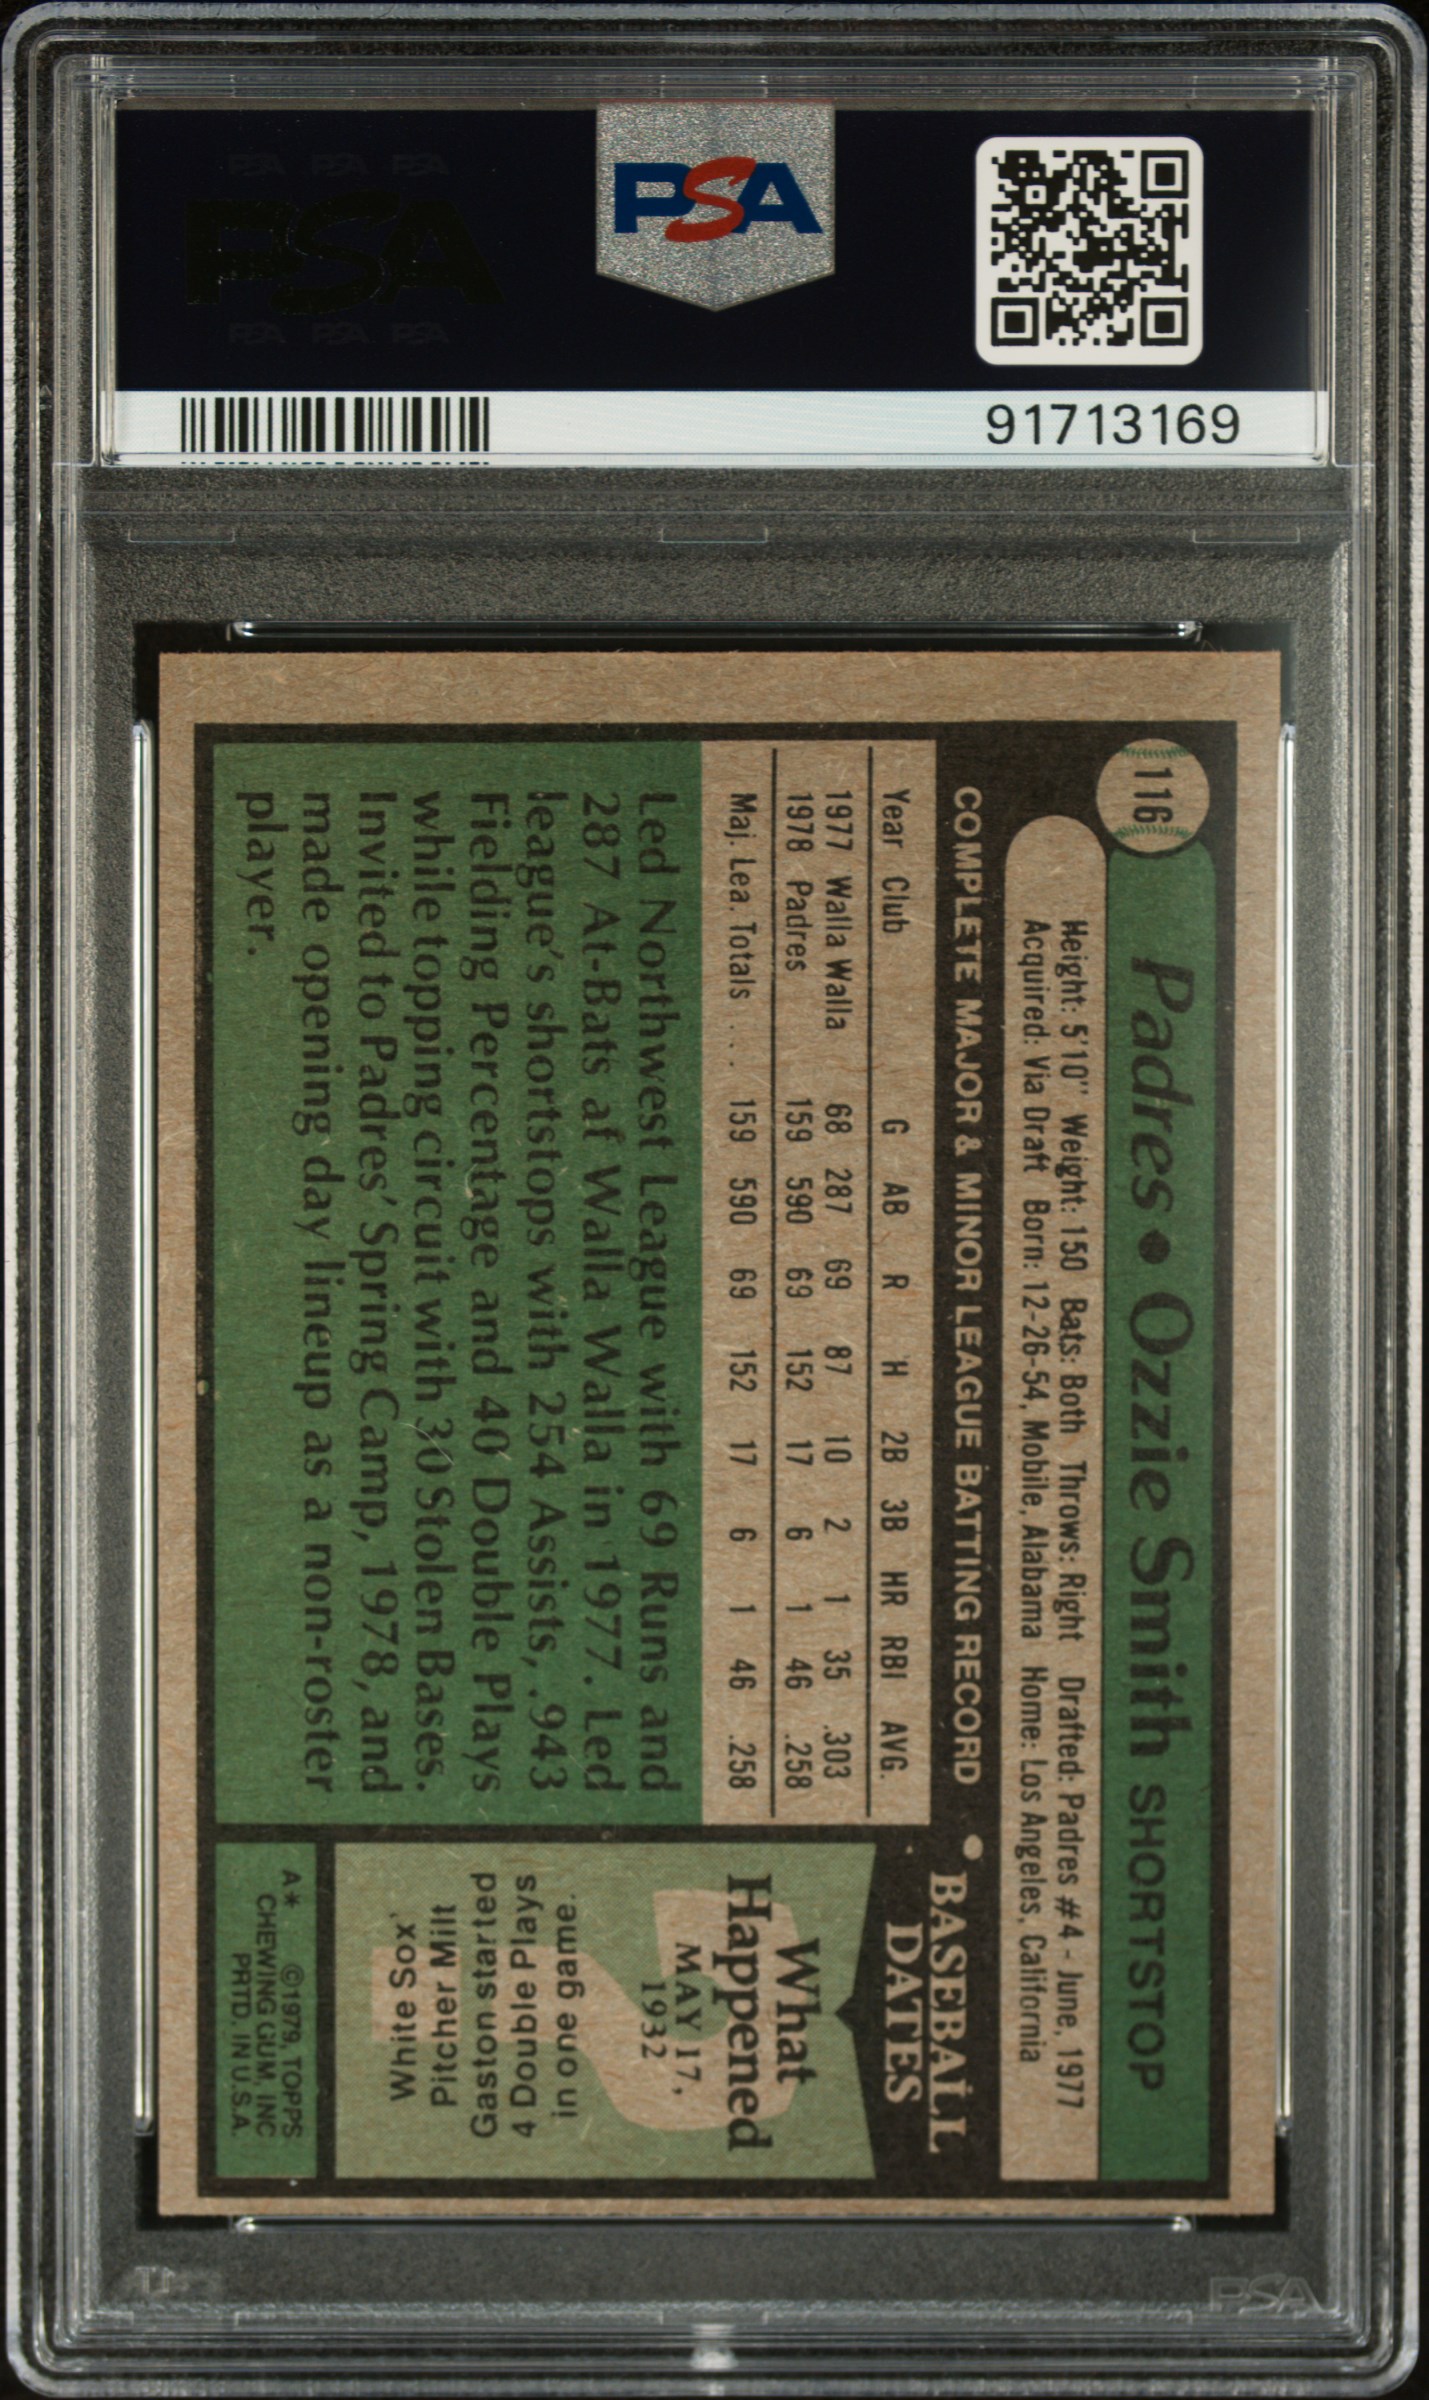 PSA PSA PSA
PSA
PSA PSA PSA
PSA
91713169
116
Padres • Ozzie Smith SHORTSTOP
Height: 5'10" Weight: 150 Bats: Both Throws: Right Drafted: Padres #4 - June, 1977
Acquired: Via Draft Born: 12-26-54, Mobile, Alabama Home: Los Angeles, California
COMPLETE MAJOR & MINOR LEAGUE BATTING RECORD
Year Club G AB R H 2B 3B HR RBI AVG.
1977 Walla Walla 68 287 69 87 10 2 1 35 .303
1978 Padres 159 590 69 152 17 6 1 46 .258
Maj. Lea. Totals . . . 159 590 69 152 17 6 1 46 .258
Led Northwest League with 69 Runs and
287 At-Bats at Walla Walla in 1977. Led
league's shortstops with 254 Assists, .943
Fielding Percentage and 40 Double Plays
while topping circuit with 30 Stolen Bases.
Invited to Padres' Spring Camp, 1978, and
made opening day lineup as a non-roster
player.
• BASEBALL
DATES
What
Happened
MAY 17,
1932
White Sox'
Pitcher Milt
Gaston started
4 Double Plays
in one game.
A* ©1979, TOPPS
CHEWING GUM, INC
PRTD. IN U.S.A.
PSA